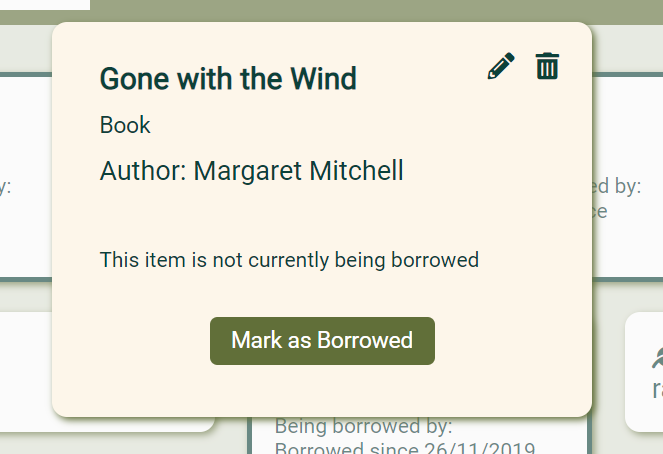 Gone with the Wind
Book
Author: Margaret Mitchell
This item is not currently being borrowed
Mark as Borrowed
y:
ed by:
ce
Being borrowed by:
Borrowed since 26/11/2019